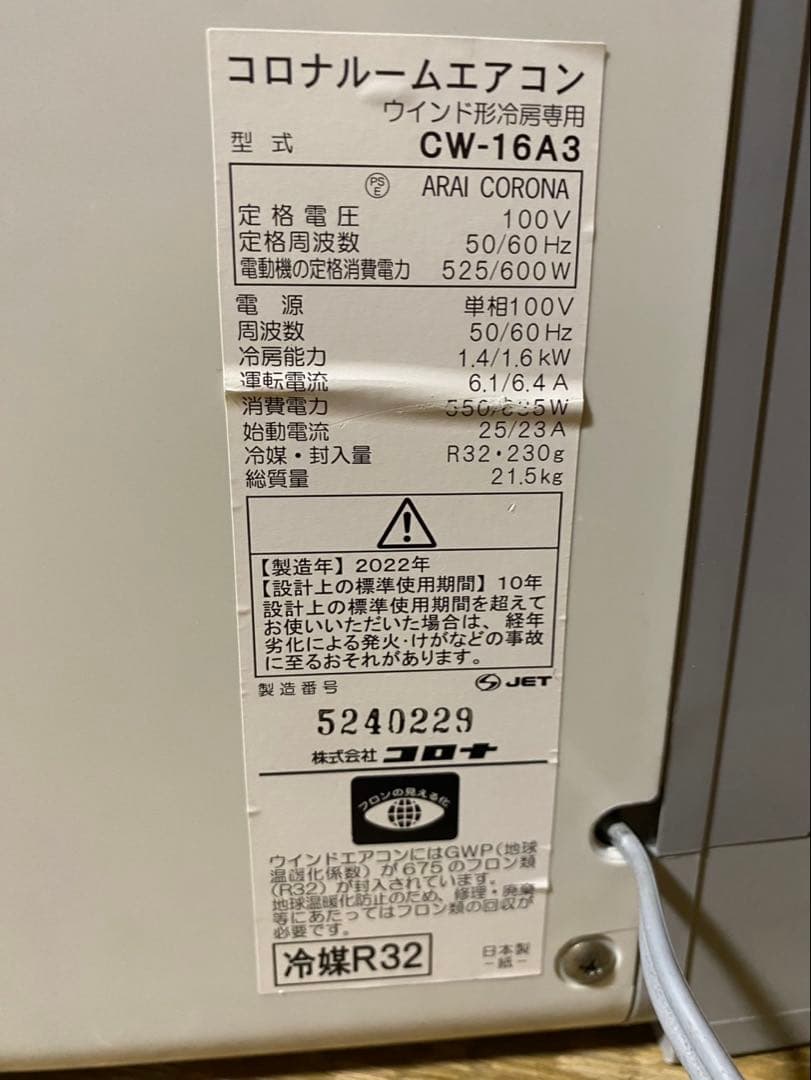 コロナルームエアコン
ウインド形冷房専用
型式 CW-16A3
PSE ARAI CORONA
定格電圧 100V
定格周波数 50/60Hz
電動機の定格消費電力 525/600W
電源 単相100V
周波数 50/60Hz
冷房能力 1.4/1.6kW
運転電流 6.1/6.4A
消費電力
始動電流 25/23A
冷媒・封入量 R32・230g
総質量 21.5kg
【製造年】2022年
【設計上の標準使用期間】10年
設計上の標準使用期間を超えて
お使いいただいた場合は、経年
劣化による発火・けがなどの事故
に至るおそれがあります。
製造番号 JET
5240229
株式会社 コロナ
フロンの見える化
ウインドエアコンにはGWP(地球
温暖化係数)が675のフロン類
(R32)が封入されています。
地球温暖化防止のため、修理・廃棄
等にあたってはフロン類の回収が
必要です。
冷媒R32
日本製
-紙-